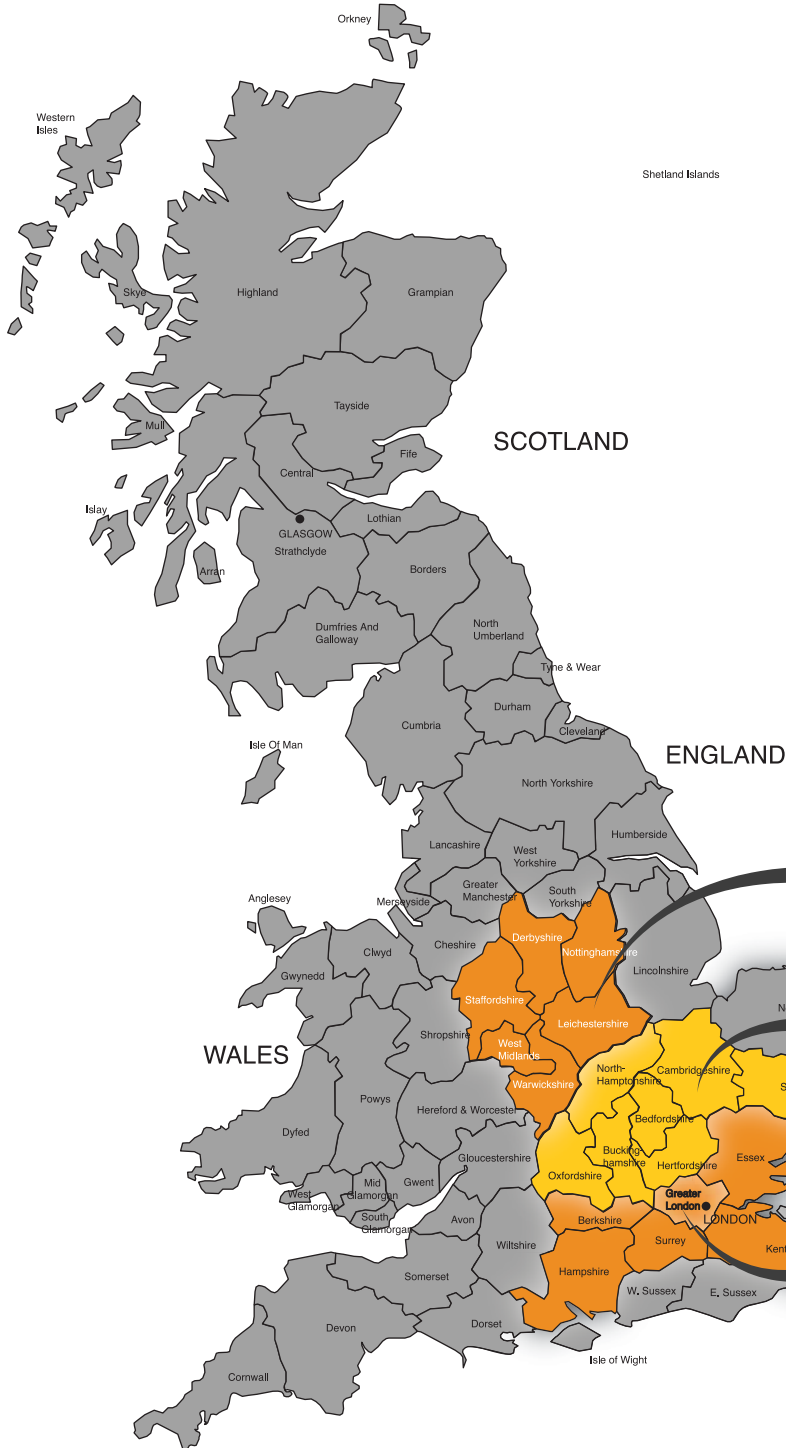 Orkney
Western
Isles
Shetland Islands
Skye
Highland
Grampian
Tayside
Mull
SCOTLAND
Fife
Central
Islay
Lothian
GLASGOW
Strathclyde
Arran
Borders
Dumfries And
Galloway
North
Umberland
Tyne & Wear
Durham
Cumbria
Cleveland
Isle Of Man
ENGLAND
North Yorkshire
Humberside
Lancashire
West
Yorkshire
Greater
Manchester
South
Yorkshire
Merseyside
Anglesey
Cheshire
Derbyshire
Nottinghamshire
Clwyd
Gwynedd
Lincolnshire
Staffordshire
Leichestershire
Shropshire
West
Midlands
WALES
North-
Hamptonshire
Cambridgeshire
Warwickshire
Powys
Hereford & Worcester
Bedfordshire
Dyfed
Bucking-
hamshire
Gloucestershire
Hertfordshire
Essex
Oxfordshire
Gwent
Mid
Glamorgan
West
Glamorgan
South
Glamorgan
Greater
London
LONDON
Avon
Berkshire
Wiltshire
Surrey
Kent
Somerset
Hampshire
W. Sussex
E. Sussex
Dorset
Devon
Isle of Wight
Cornwall